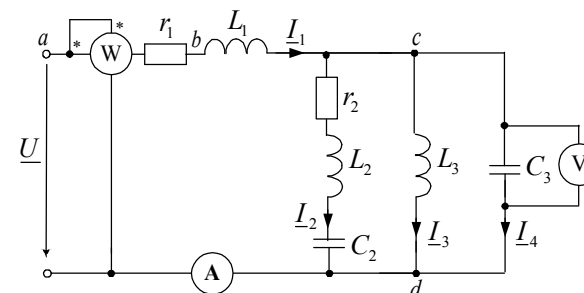 a
*
*
W
r₁
b
L₁
I₁
c
r₂
U
L₂
L₃
C₃
V
I₂
I₃
I₄
C₂
A
d